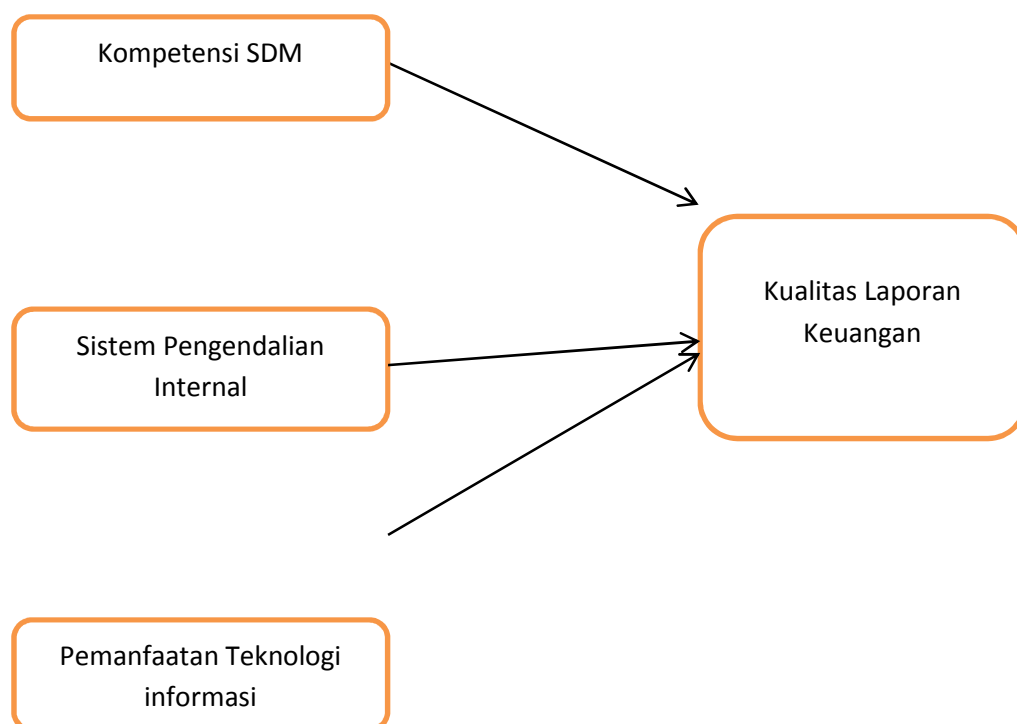 Kompetensi SDM
Sistem Pengendalian
Internal
Pemanfaatan Teknologi
informasi
Kualitas Laporan
Keuangan